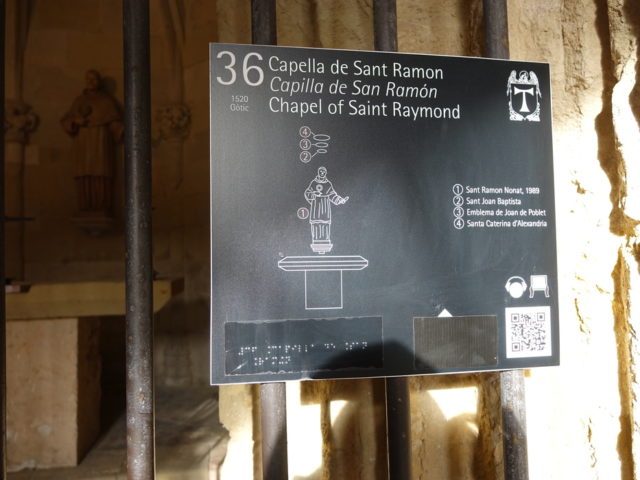 36 Capella de Sant Ramon
1520 Capilla de San Ramón
Gòtic Chapel of Saint Raymond
4
3
2
1
1 Sant Ramon Nonat, 1989
2 Sant Joan Baptista
3 Emblema de Joan de Poblet
4 Santa Caterina d'Alexandria